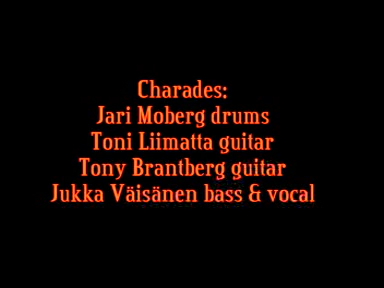 Charades:
Jari Moberg drums
Toni Liimatta guitar
Tony Brantberg guitar
Jukka Väisänen bass & vocal